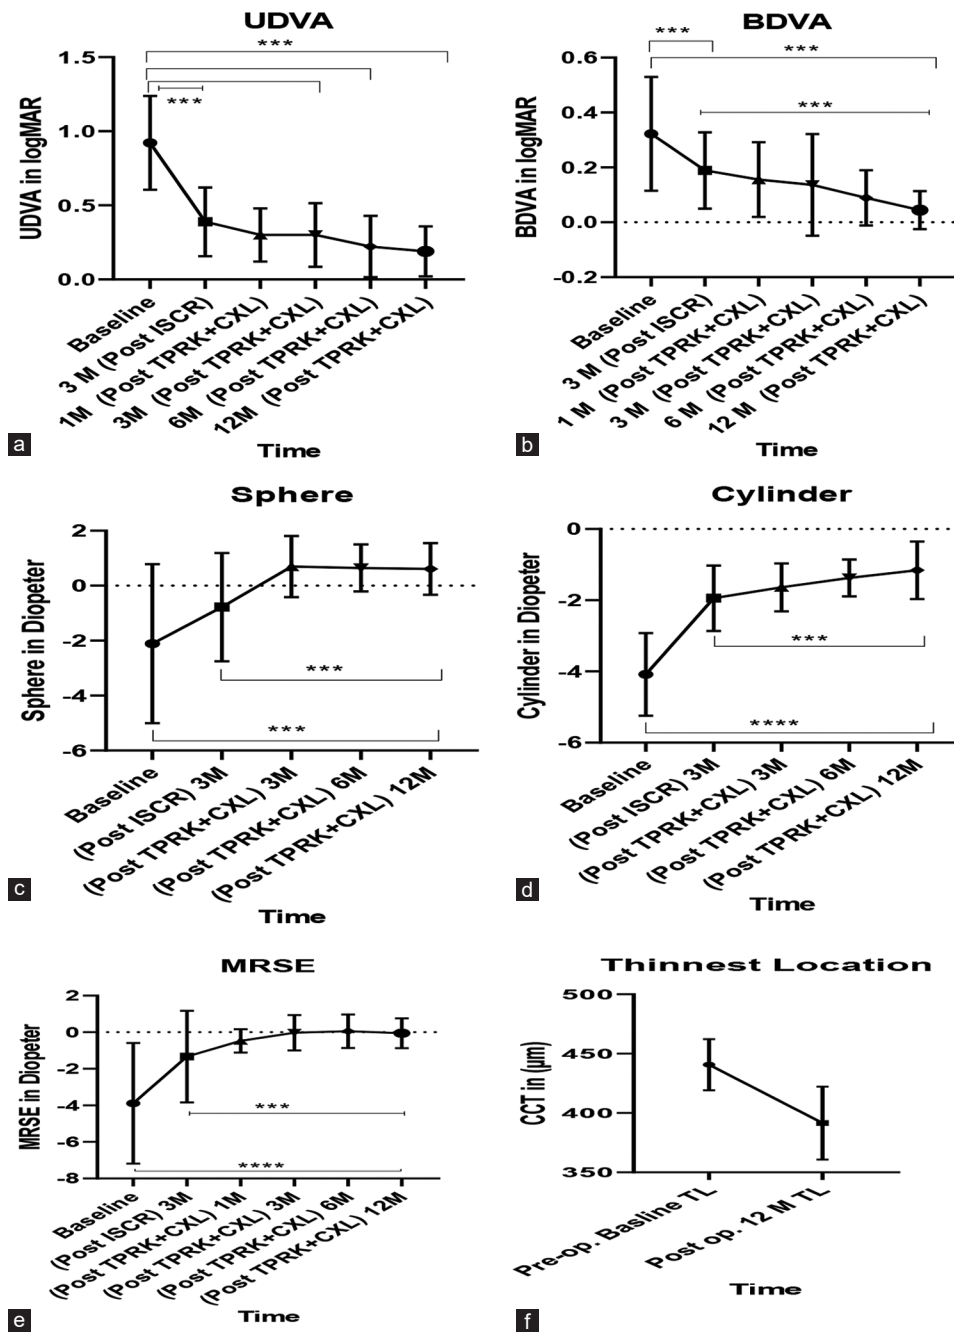 UDVA
***
***
1.5
1.0
0.5
0.0
UDVA in logMAR
Baseline
3 M (Post ISCR)
1M (Post TPRK+CXL)
3M (Post TPRK+CXL)
6M (Post TPRK+CXL)
12M (Post TPRK+CXL)
Time
a
BDVA
***
***
***
0.6
0.4
0.2
0.0
-0.2
BDVA in logMAR
Baseline
3 M (Post ISCR)
1 M (Post TPRK+CXL)
3 M (Post TPRK+CXL)
6 M (Post TPRK+CXL)
12 M (Post TPRK+CXL)
Time
b
Sphere
2
0
-2
-4
-6
Sphere in Diopeter
***
***
Baseline
(Post ISCR) 3M
(Post TPRK+CXL) 3M
(Post TPRK+CXL) 6M
(Post TPRK+CXL) 12M
Time
c
Cylinder
0
-2
-4
-6
Cylinder in Diopeter
***
****
Baseline
(Post ISCR) 3M
(Post TPRK+CXL) 3M
(Post TPRK+CXL) 6M
(Post TPRK+CXL) 12M
Time
d
MRSE
2
0
-2
-4
-6
-8
MRSE in Diopeter
***
****
Baseline
(Post ISCR) 3M
(Post TPRK+CXL) 1M
(Post TPRK+CXL) 3M
(Post TPRK+CXL) 6M
(Post TPRK+CXL) 12M
Time
e
Thinnest Location
500
450
400
350
CCT in (µm)
Pre-op. Basline TL
Post op. 12 M TL
Time
f